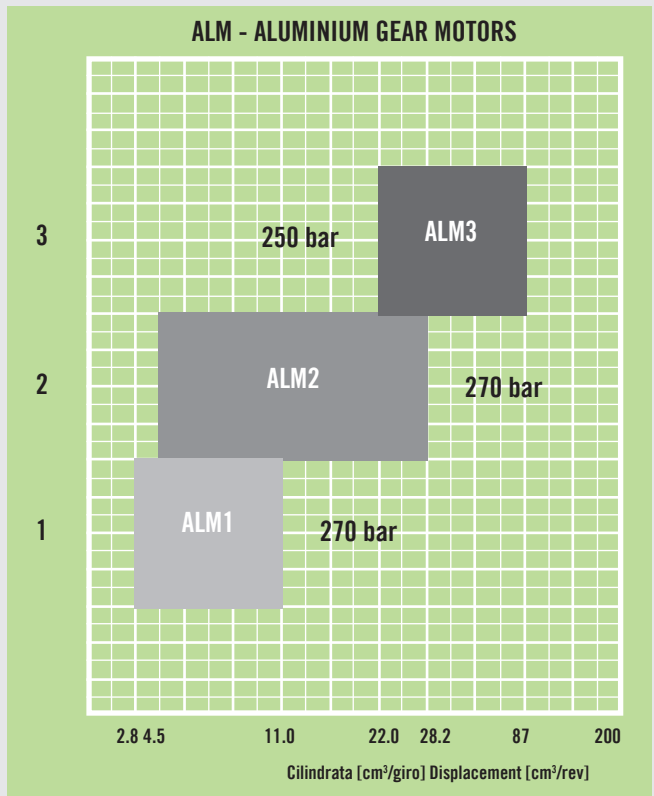 ALM - ALUMINIUM GEAR MOTORS
3
250 bar
ALM3
2
ALM2
270 bar
1
ALM1
270 bar
2.8 4.5 11.0 22.0 28.2 87 200
Cilindrata [cm³/giro] Displacement [cm³/rev]